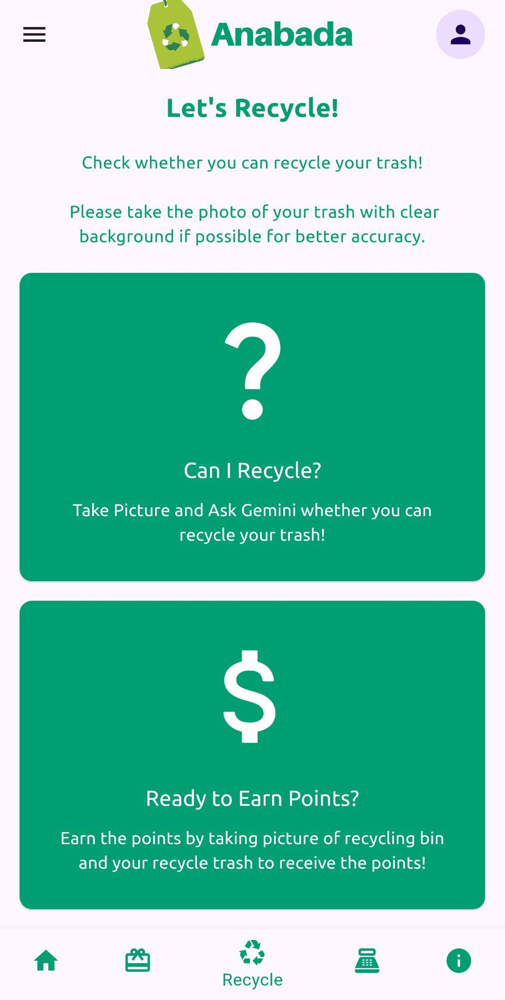 Anabada
Let's Recycle!
Check whether you can recycle your trash!
Please take the photo of your trash with clear
background if possible for better accuracy.
?
Can I Recycle?
Take Picture and Ask Gemini whether you can
recycle your trash!
$
Ready to Earn Points?
Earn the points by taking picture of recycling bin
and your recycle trash to receive the points!
Recycle